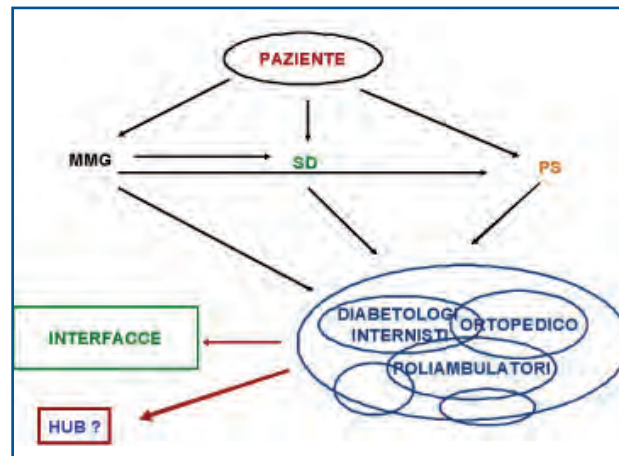 PAZIENTE
MMG
SD
PS
DIABETOLOGI
INTERNISTI
ORTOPEDICO
POLIAMBULATORI
INTERFACCE
HUB ?